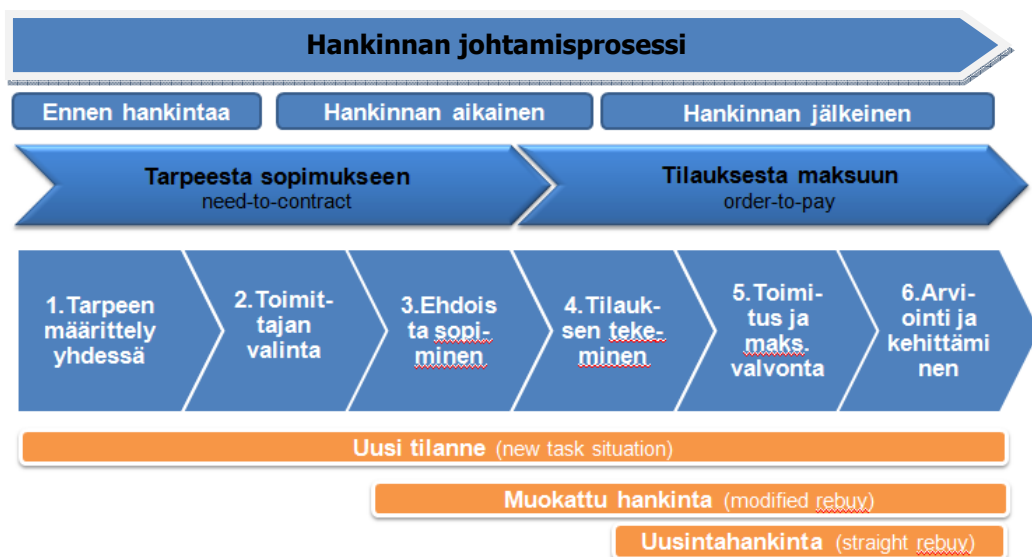 Hankinnan johtamisprosessi
Ennen hankintaa
Hankinnan aikainen
Hankinnan jälkeinen
Tarpeesta sopimukseen
need-to-contract
Tilauksesta maksuun
order-to-pay
1.Tarpeen
määrittely
yhdessä
2.Toimit-
tajan
valinta
3.Ehdois
ta sopi-
minen
4.Tilauk-
sen teke-
minen
5.Toimi-
tus ja
maks.
valvonta
6.Arvi-
ointi ja
kehittämi
nen
Uusi tilanne (new task situation)
Muokattu hankinta (modified rebuy)
Uusintahankinta (straight rebuy)